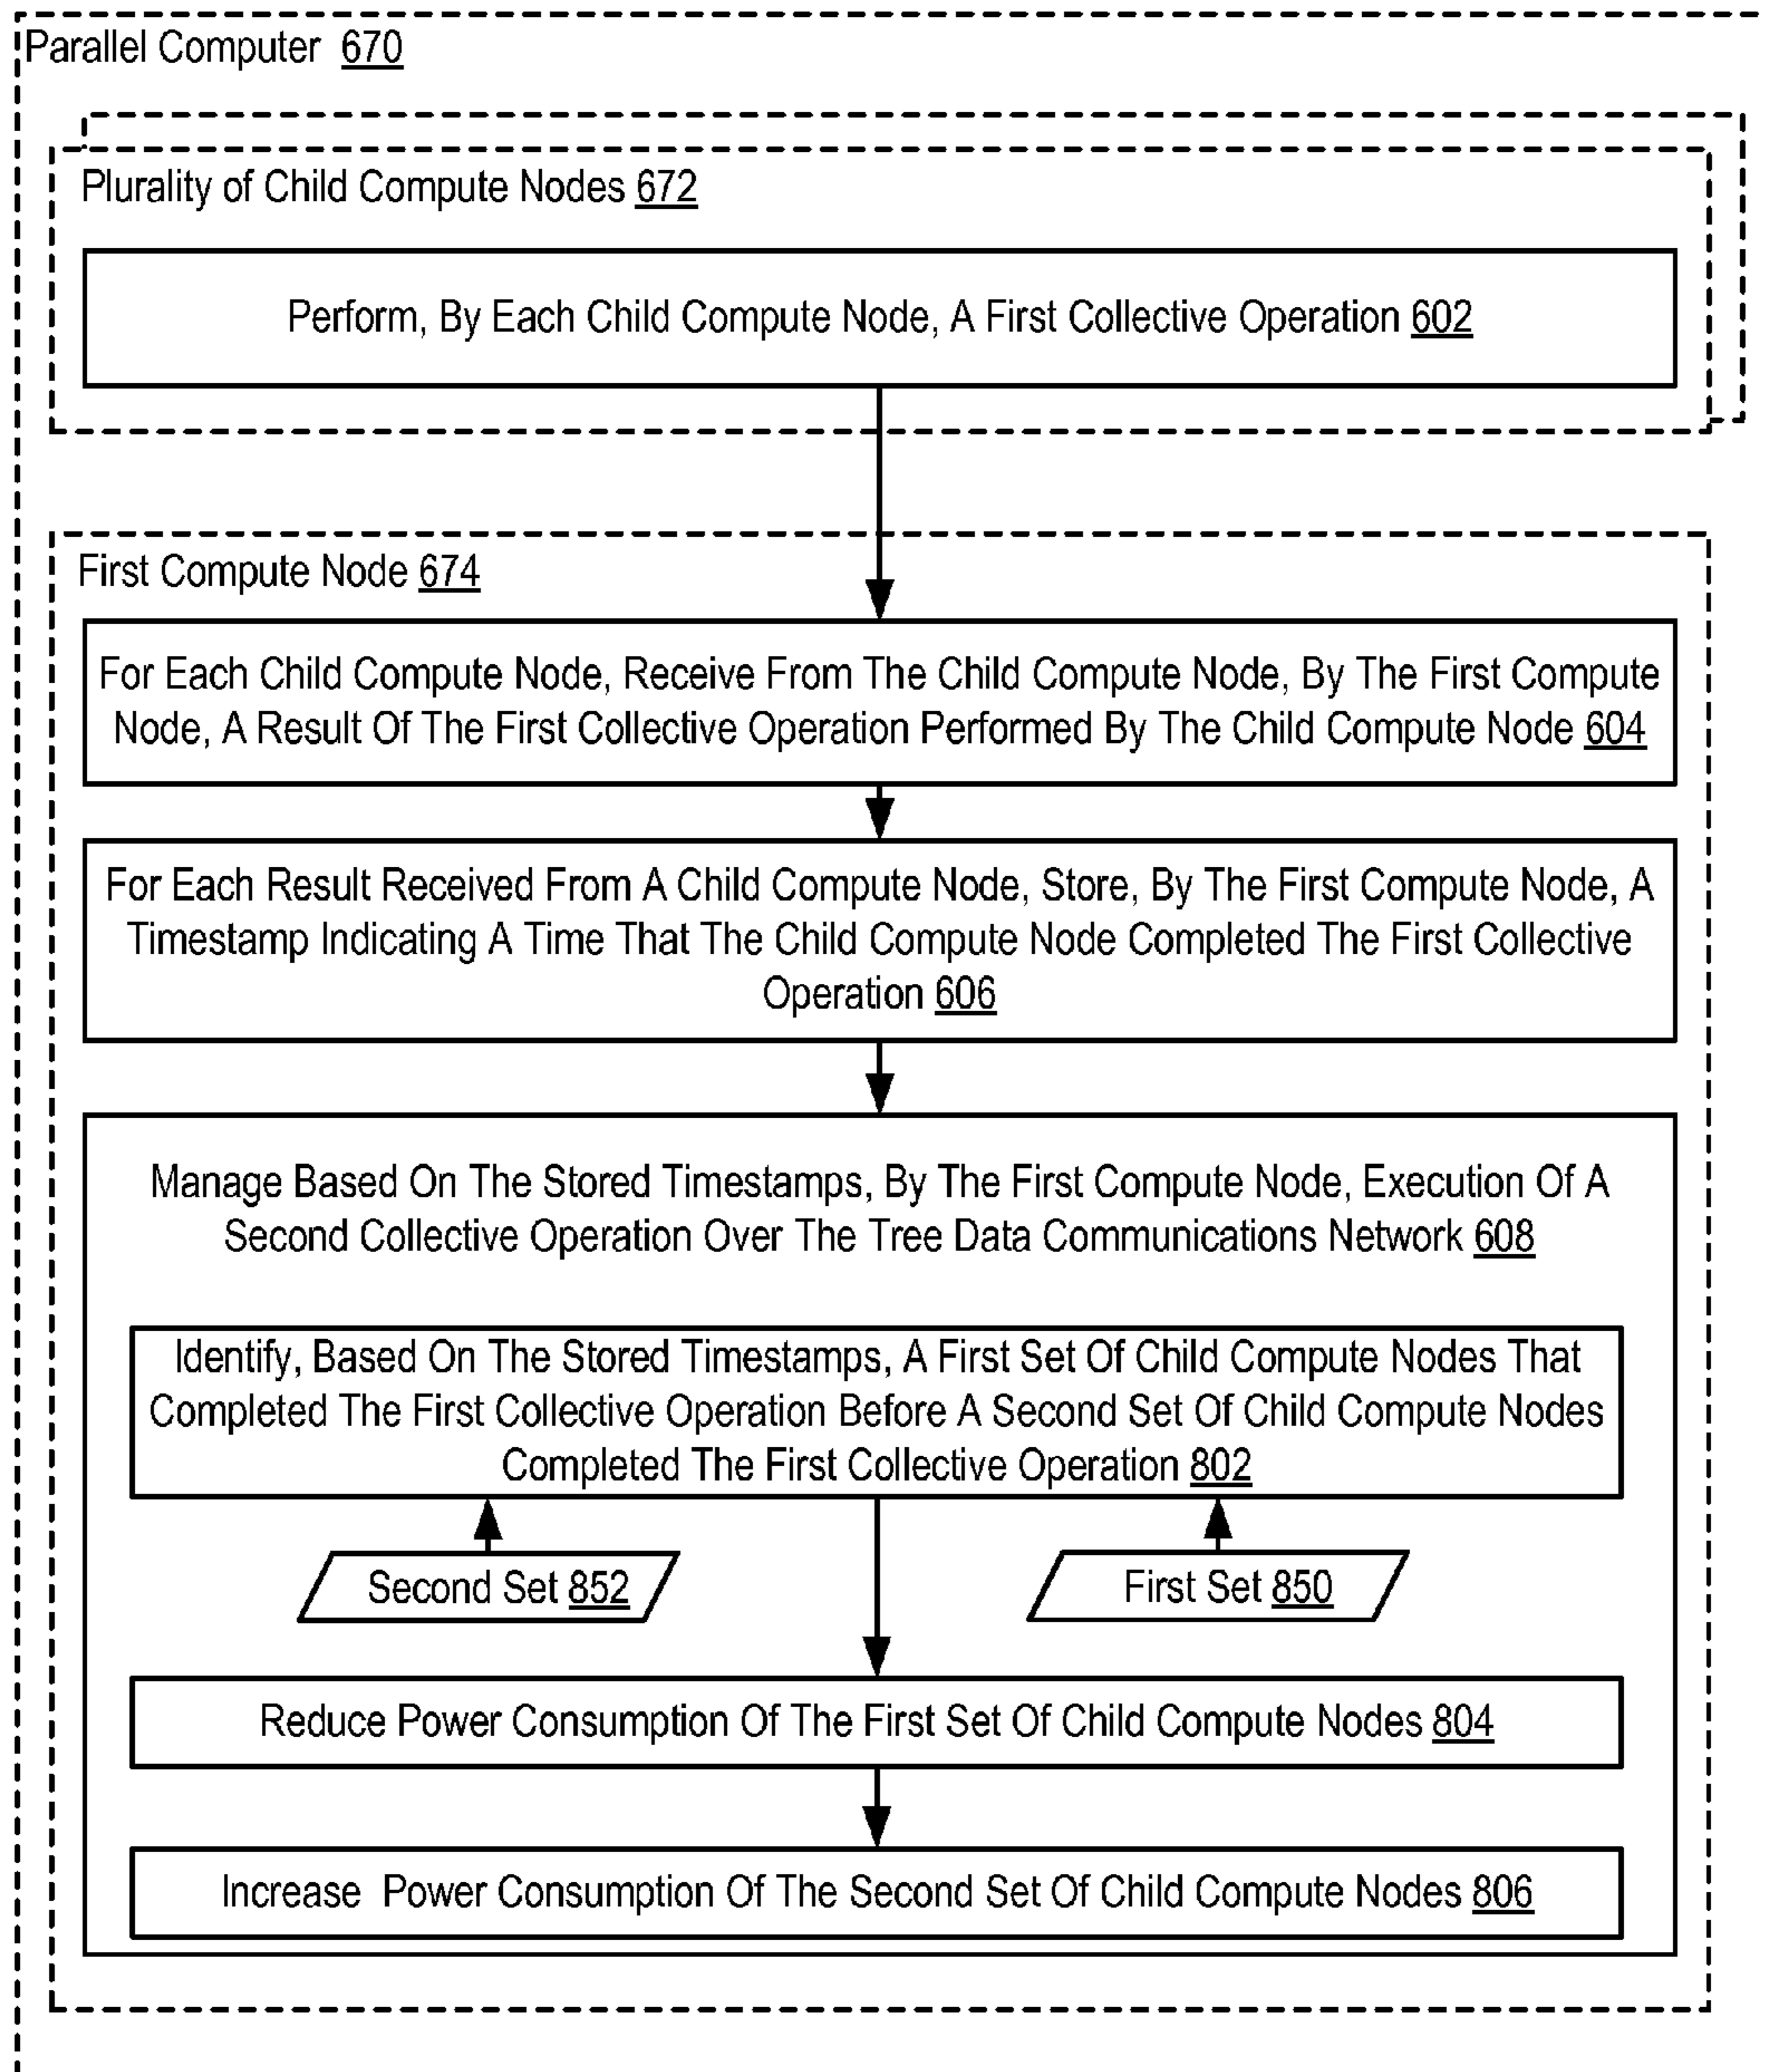 Parallel Computer 670
Plurality of Child Compute Nodes 672
Perform, By Each Child Compute Node, A First Collective Operation 602
First Compute Node 674
For Each Child Compute Node, Receive From The Child Compute Node, By The First Compute
Node, A Result Of The First Collective Operation Performed By The Child Compute Node 604
For Each Result Received From A Child Compute Node, Store, By The First Compute Node, A
Timestamp Indicating A Time That The Child Compute Node Completed The First Collective
Operation 606
Manage Based On The Stored Timestamps, By The First Compute Node, Execution Of A
Second Collective Operation Over The Tree Data Communications Network 608
Identify, Based On The Stored Timestamps, A First Set Of Child Compute Nodes That
Completed The First Collective Operation Before A Second Set Of Child Compute Nodes
Completed The First Collective Operation 802
Second Set 852
First Set 850
Reduce Power Consumption Of The First Set Of Child Compute Nodes 804
Increase Power Consumption Of The Second Set Of Child Compute Nodes 806